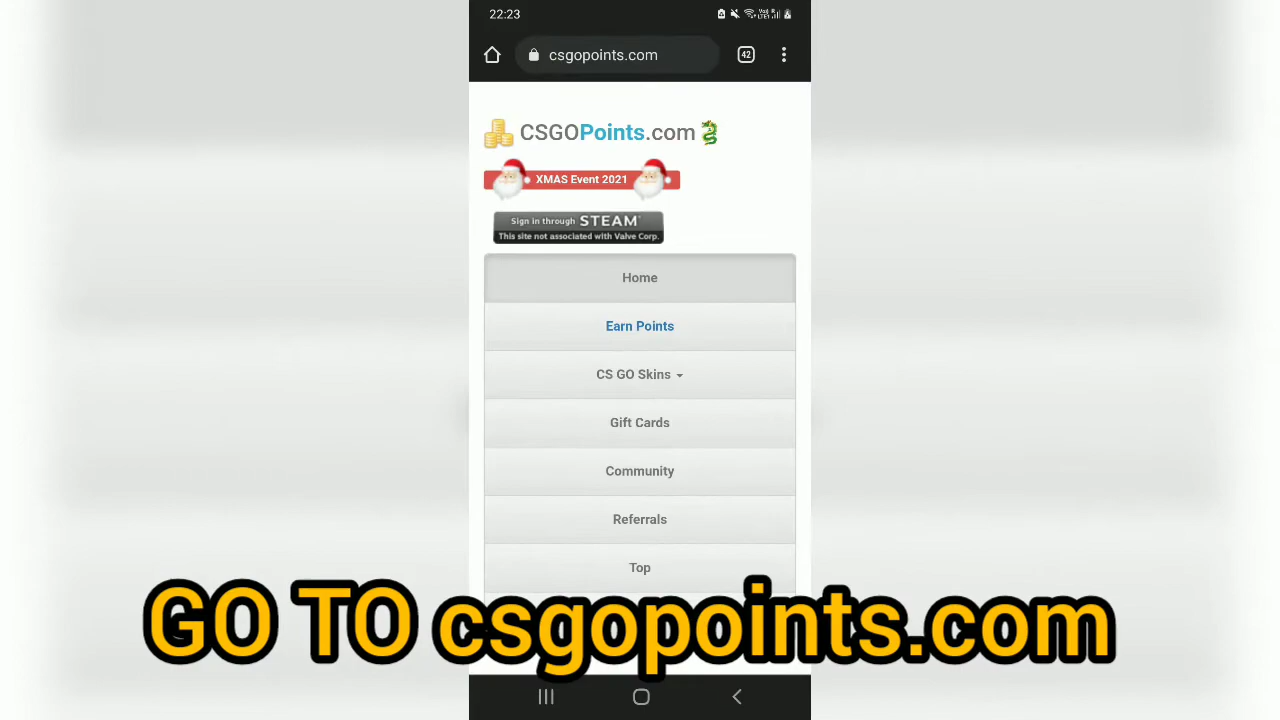 22:23
csgopoints.com
42
CSGOPoints.com
XMAS Event 2021
Sign in through STEAM
This site not associated with Valve Corp.
Home
Earn Points
CS GO Skins
Gift Cards
Community
Referrals
Top
GO TO csgopoints.com